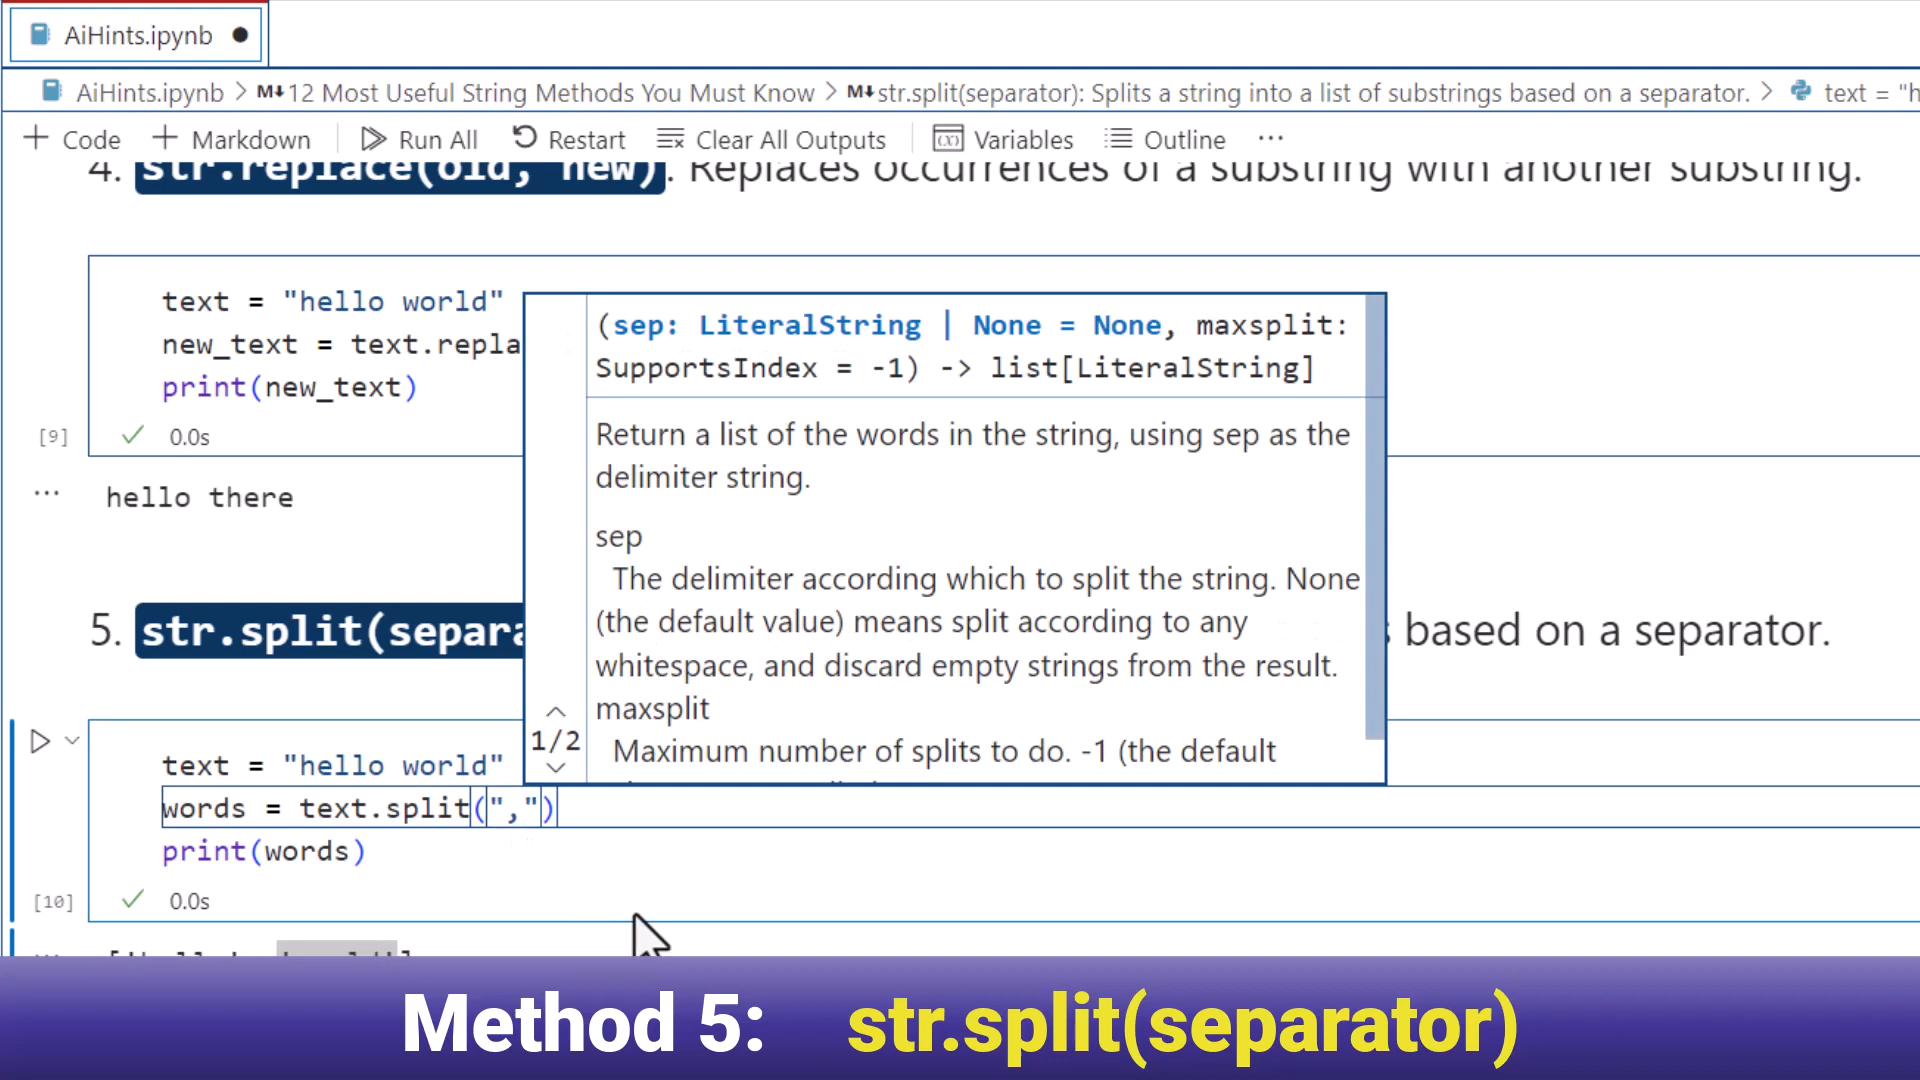 AiHints.ipynb ●
AiHints.ipynb > M↓ 12 Most Useful String Methods You Must Know > M↓ str.split(separator): Splits a string into a list of substrings based on a separator. > text = "h
+ Code + Markdown Run All Restart Clear All Outputs Variables Outline ...
4. str.replace(old, new): Replaces occurrences of a substring with another substring.
text = "hello world"
new_text = text.repla
print(new_text)
[9] ✓ 0.0s
... hello there
(sep: LiteralString | None = None, maxsplit:
SupportsIndex = -1) -> list[LiteralString]
Return a list of the words in the string, using sep as the
delimiter string.
sep
The delimiter according which to split the string. None
(the default value) means split according to any
whitespace, and discard empty strings from the result.
maxsplit
Maximum number of splits to do. -1 (the default
1/2
5. str.split(separa based on a separator.
text = "hello world"
words = text.split(",")
print(words)
[10] ✓ 0.0s
Method 5: str.split(separator)